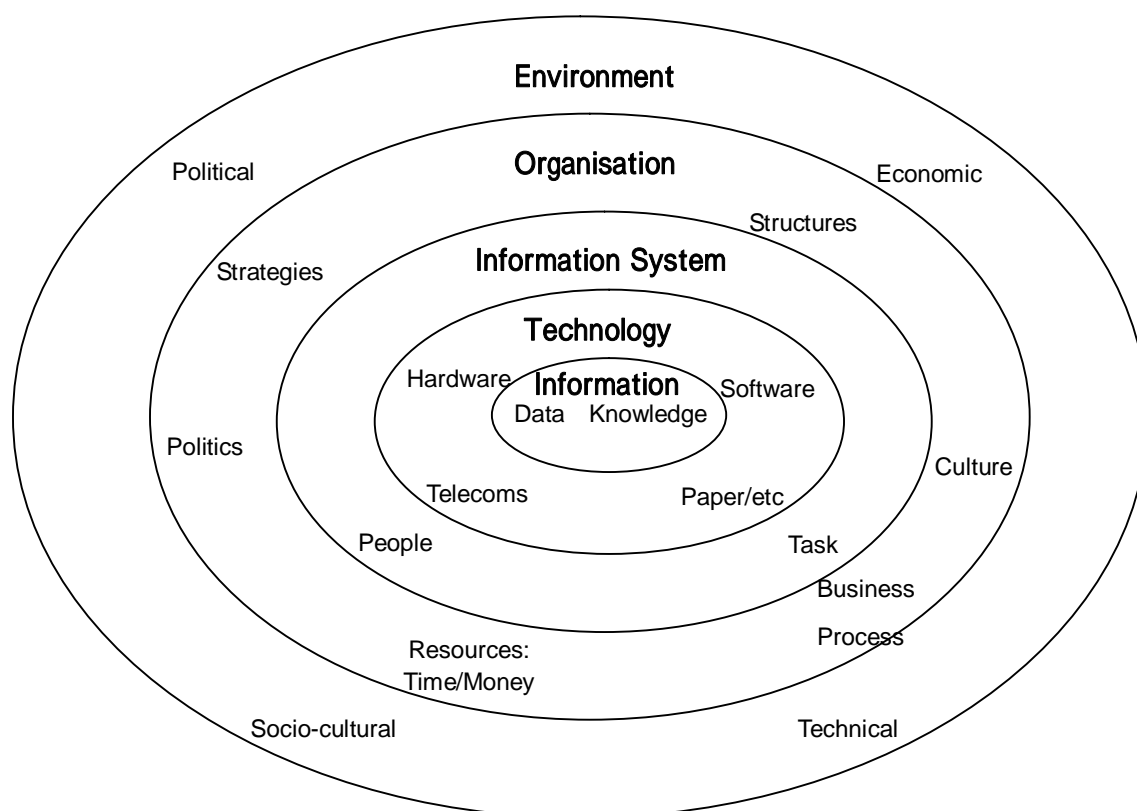 Environment
Political
Organisation
Economic
Structures
Information System
Strategies
Technology
Hardware
Information
Software
Data Knowledge
Politics
Culture
Telecoms
Paper/etc
People
Task
Business
Process
Resources:
Time/Money
Socio-cultural
Technical